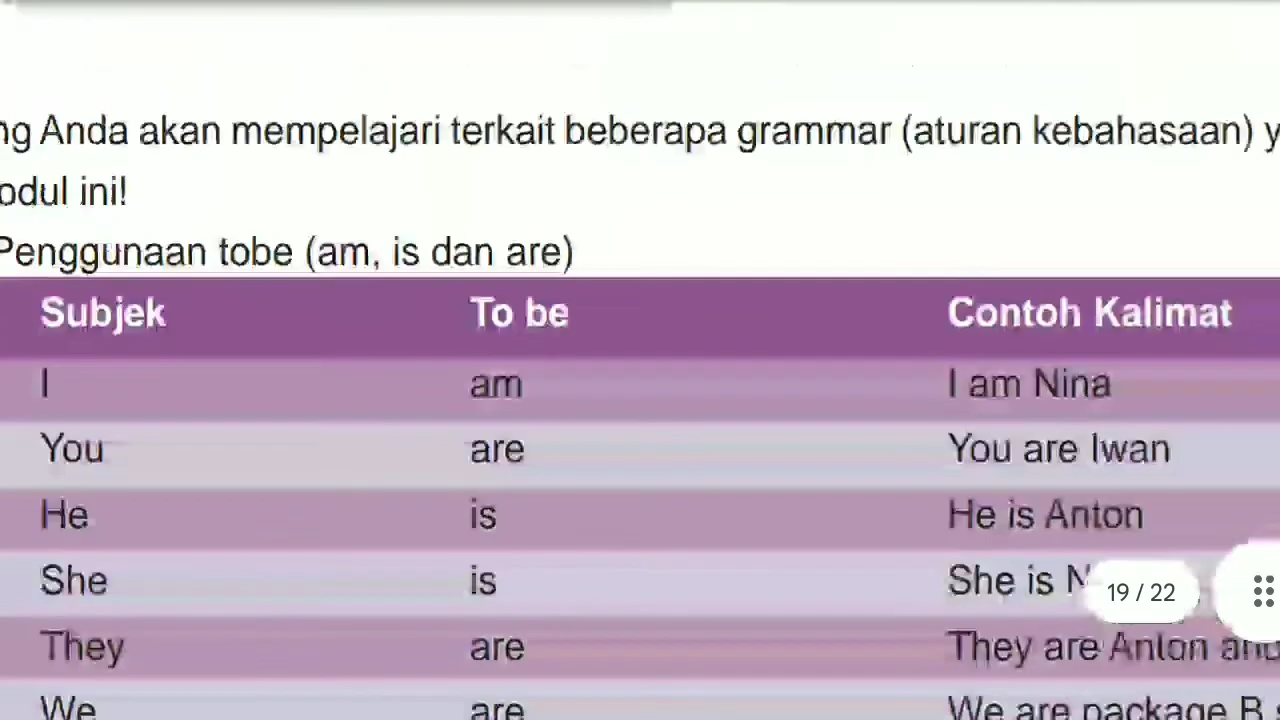 Anda akan mempelajari terkait beberapa grammar (aturan kebahasaan)
ini!
Penggunaan tobe (am, is dan are)
Subjek To be Contoh Kalimat
I am I am Nina
You are You are Iwan
He is He is Anton
She is She is
19 / 22
They are They are Anton and
We are We are package B